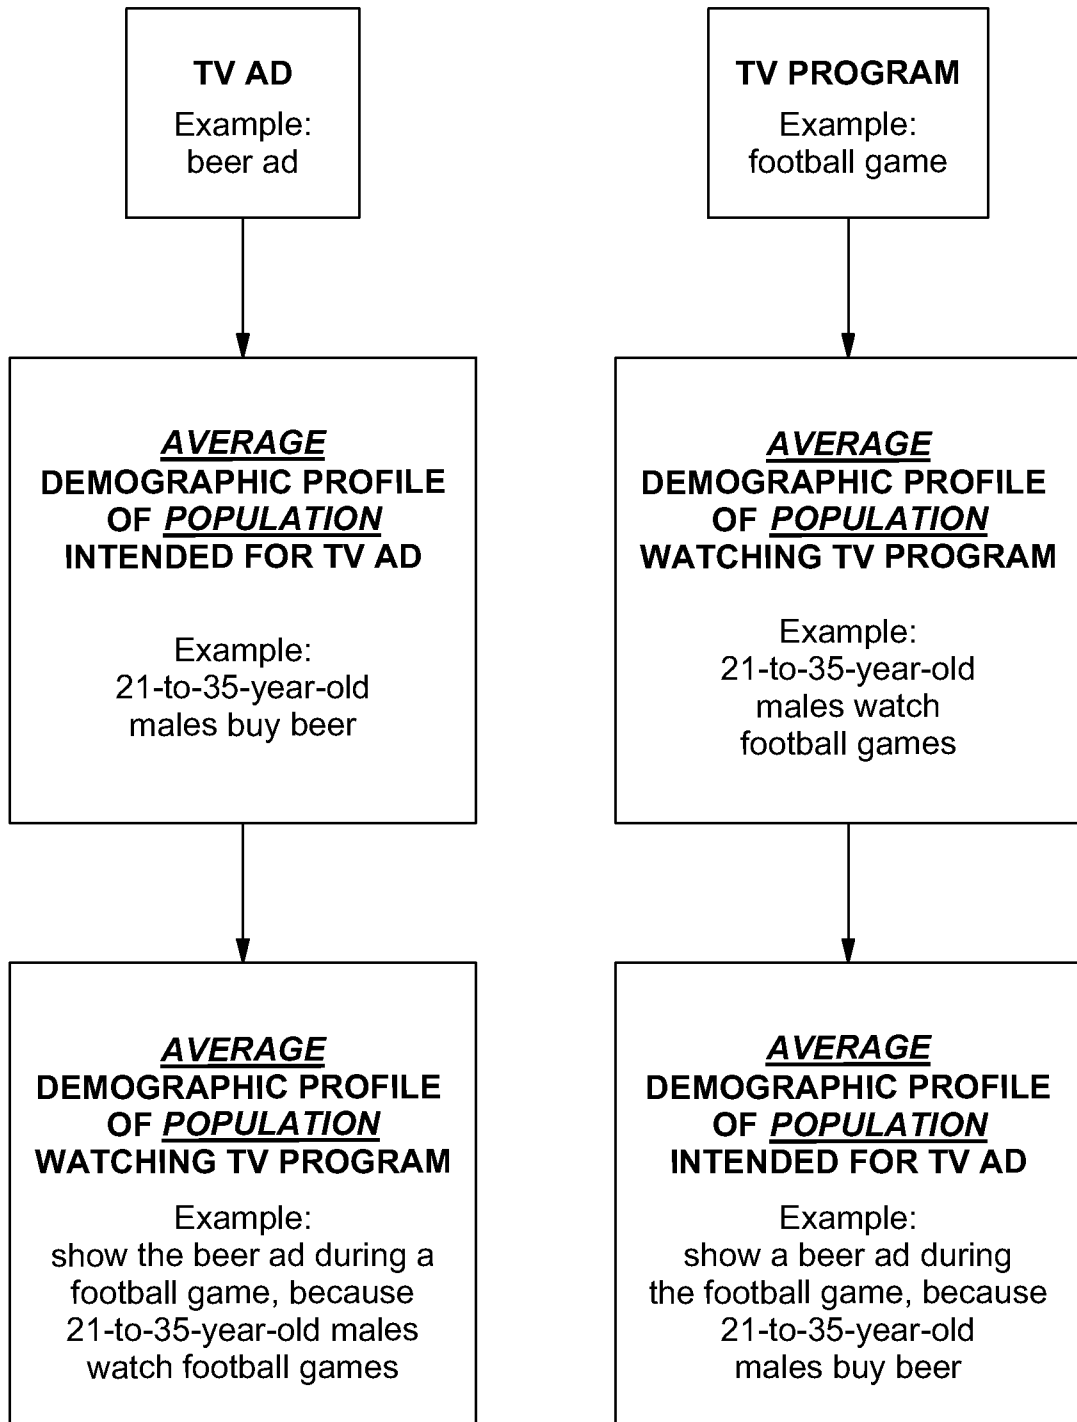 TV AD
Example:
beer ad
TV PROGRAM
Example:
football game
AVERAGE
DEMOGRAPHIC PROFILE
OF POPULATION
INTENDED FOR TV AD
Example:
21-to-35-year-old
males buy beer
AVERAGE
DEMOGRAPHIC PROFILE
OF POPULATION
WATCHING TV PROGRAM
Example:
21-to-35-year-old
males watch
football games
AVERAGE
DEMOGRAPHIC PROFILE
OF POPULATION
WATCHING TV PROGRAM
Example:
show the beer ad during a
football game, because
21-to-35-year-old males
watch football games
AVERAGE
DEMOGRAPHIC PROFILE
OF POPULATION
INTENDED FOR TV AD
Example:
show a beer ad during
the football game, because
21-to-35-year-old
males buy beer